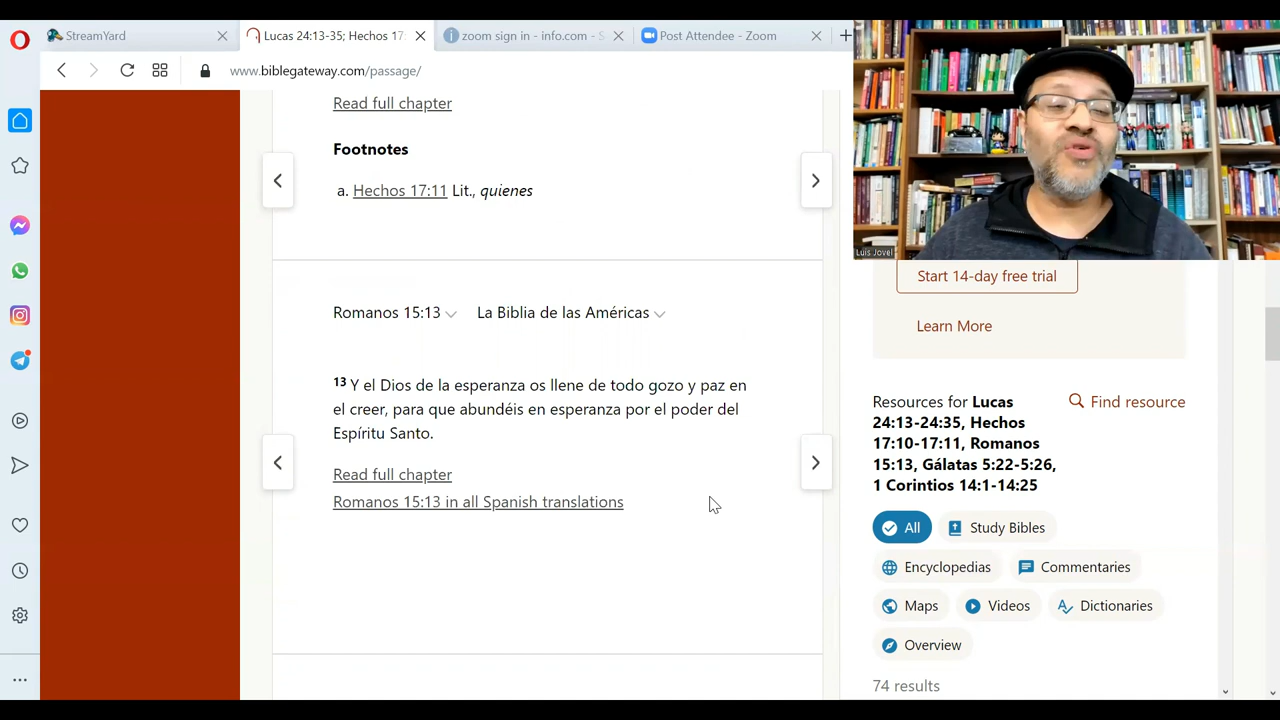 StreamYard
Lucas 24:13-35; Hechos 17:
zoom sign in - info.com - S
Post Attendee - Zoom
www.biblegateway.com/passage/
Read full chapter
Footnotes
a. Hechos 17:11 Lit., quienes
Luis Jovel
Romanos 15:13
La Biblia de las Américas
13 Y el Dios de la esperanza os llene de todo gozo y paz en
el creer, para que abundéis en esperanza por el poder del
Espíritu Santo.
Read full chapter
Romanos 15:13 in all Spanish translations
Start 14-day free trial
Learn More
Resources for Lucas
24:13-24:35, Hechos
17:10-17:11, Romanos
15:13, Gálatas 5:22-5:26,
1 Corintios 14:1-14:25
Find resource
All
Study Bibles
Encyclopedias
Commentaries
Maps
Videos
Dictionaries
Overview
74 results